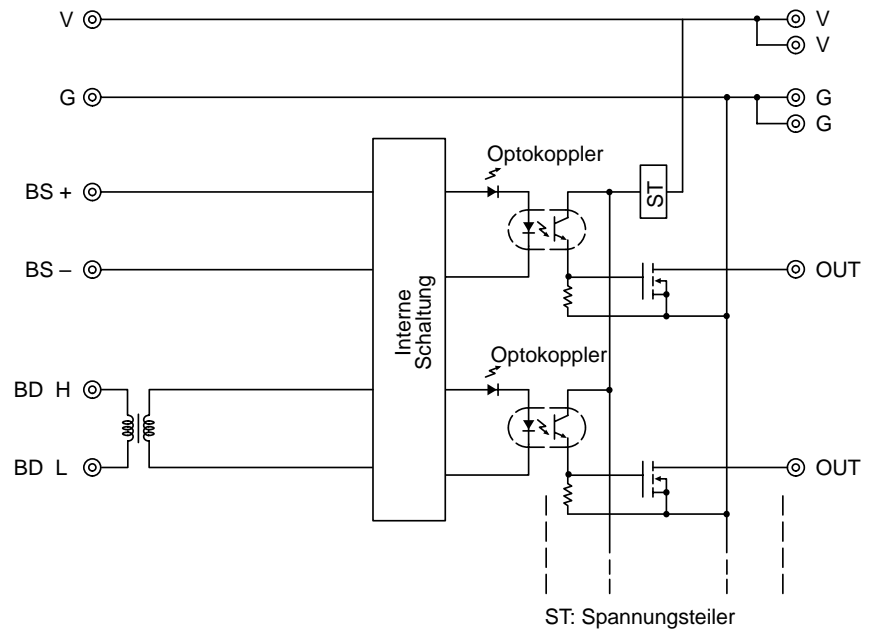 V
V
V
G
G
G
Optokoppler
BS +
ST
BS –
OUT
Interne
Schaltung
Optokoppler
BD H
BD L
OUT
ST: Spannungsteiler